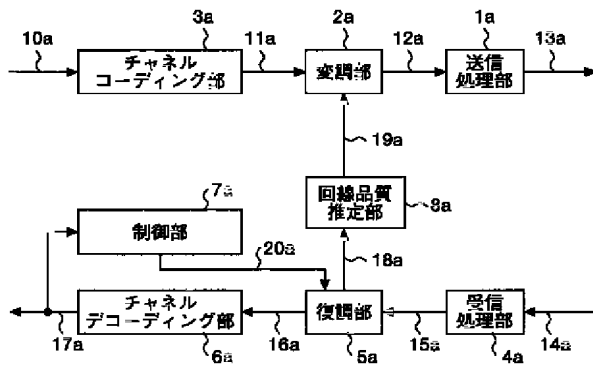 3a
2a
1a
10a
11a
12a
13a
チャネル
コーディング部
変調部
送信
処理部
19a
7a
回線品質
推定部
8a
制御部
20a
18a
チャネル
デコーディング部
復調部
受信
処理部
17a
6a
16a
5a
15a
4a
14a